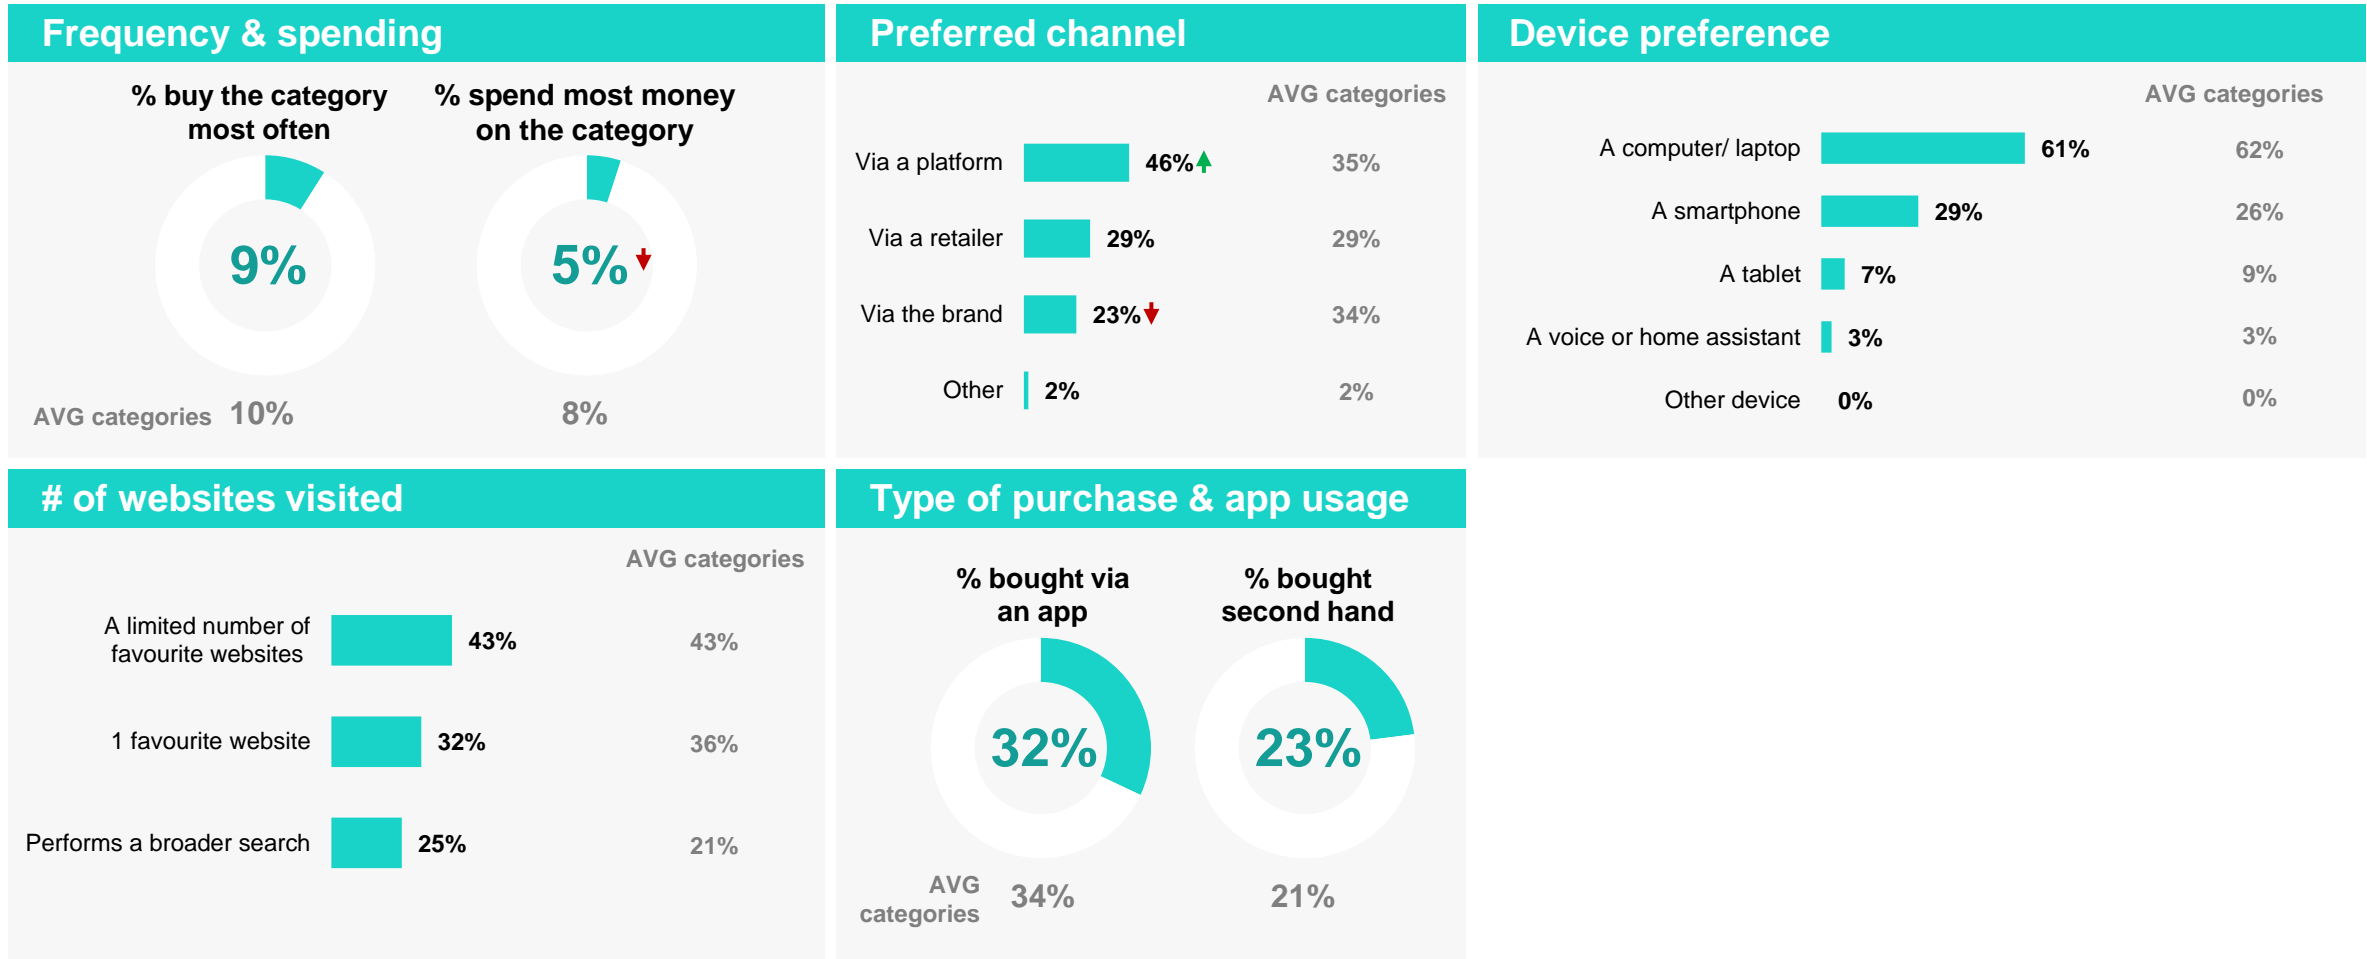 Frequency & spending
% buy the category
most often
% spend most money
on the category
9%
5%
AVG categories 10% 8%
Preferred channel
AVG categories
Via a platform 46% 35%
Via a retailer 29% 29%
Via the brand 23% 34%
Other 2% 2%
Device preference
AVG categories
A computer/ laptop 61% 62%
A smartphone 29% 26%
A tablet 7% 9%
A voice or home assistant 3% 3%
Other device 0% 0%
# of websites visited
AVG categories
A limited number of
favourite websites
43% 43%
1 favourite website 32% 36%
Performs a broader search 25% 21%
Type of purchase & app usage
% bought via
an app
% bought
second hand
32%
23%
AVG
categories
34% 21%